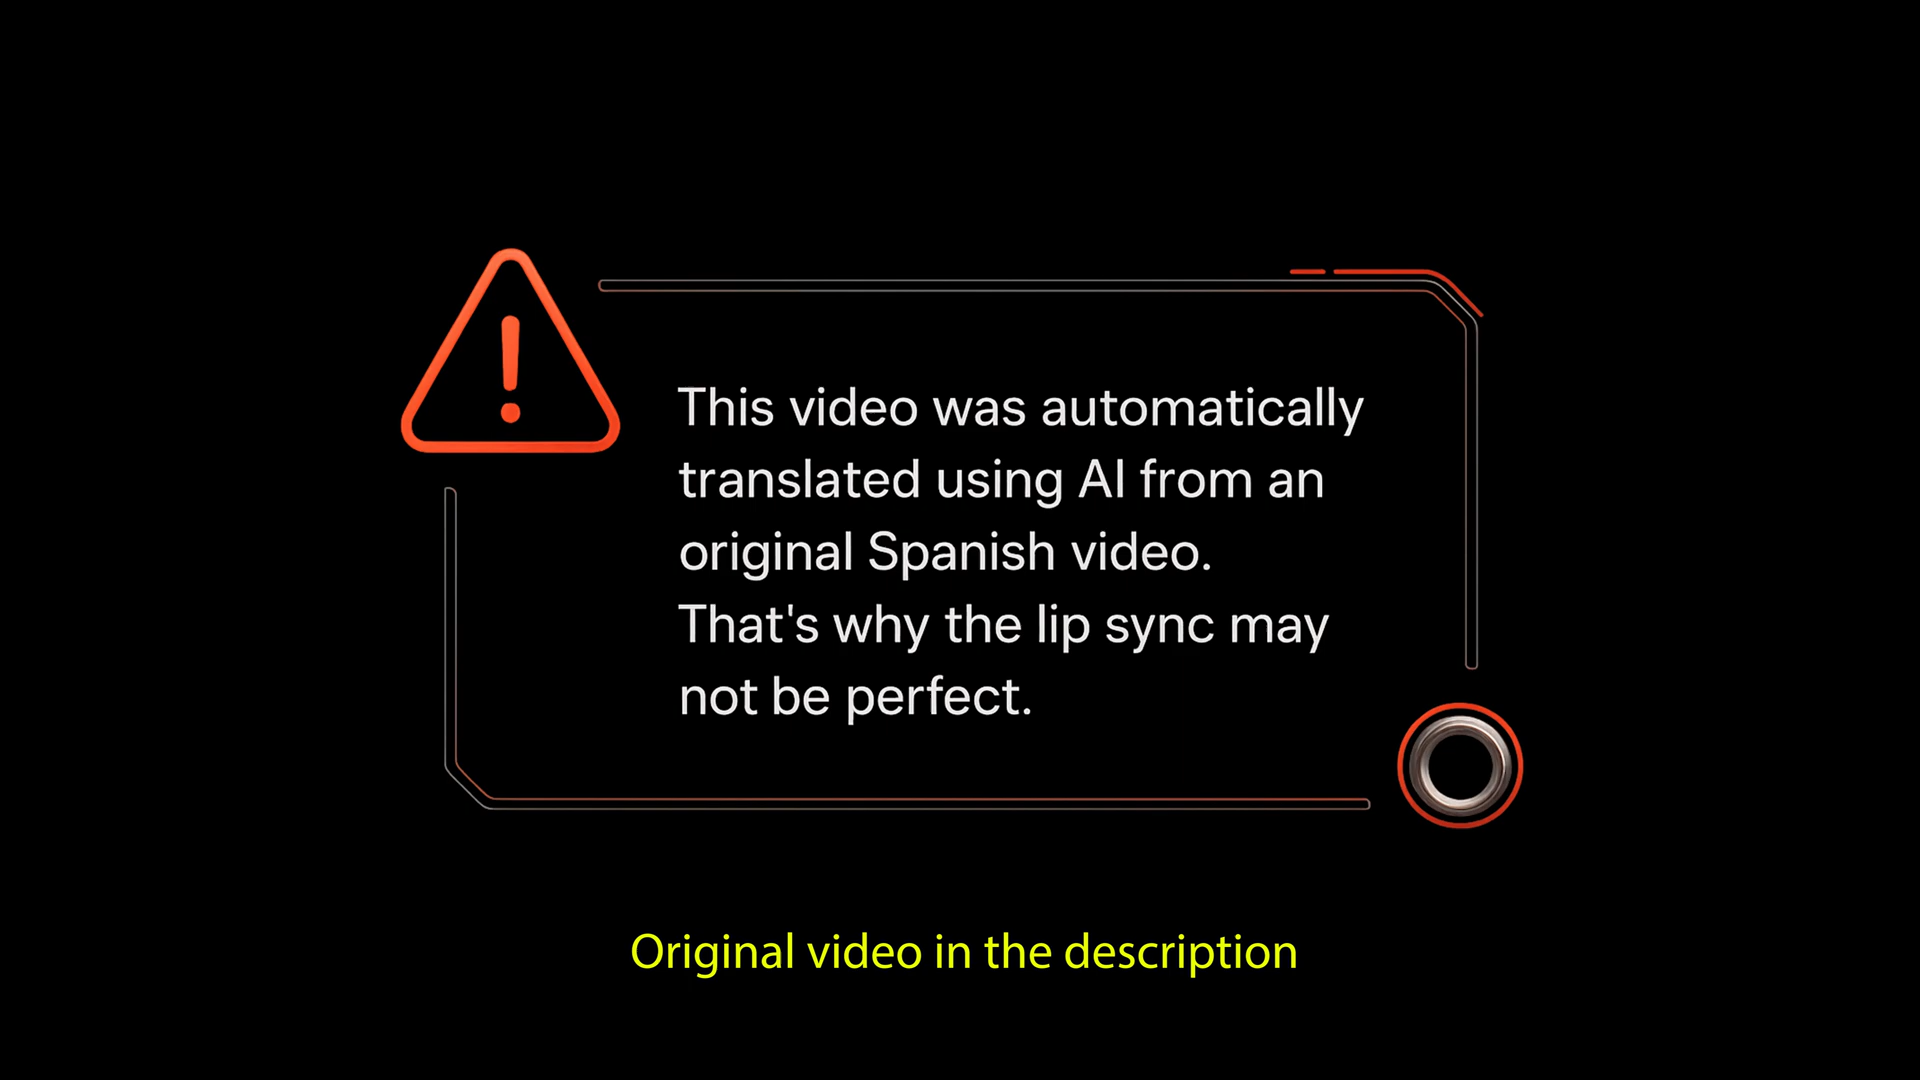 This video was automatically
translated using AI from an
original Spanish video.
That's why the lip sync may
not be perfect.
Original video in the description